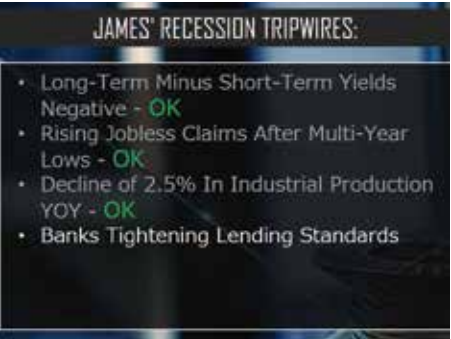 JAMES' RECESSION TRIPWIRES:
• Long-Term Minus Short-Term Yields
Negative - OK
• Rising Jobless Claims After Multi-Year
Lows - OK
• Decline of 2.5% In Industrial Production
YOY - OK
• Banks Tightening Lending Standards